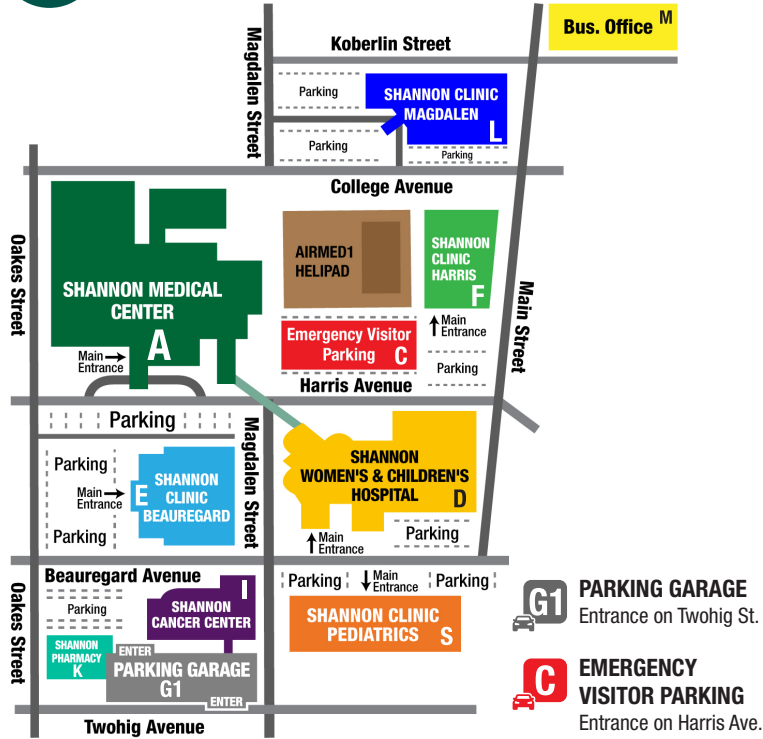 Bus. Office M
Koberlin Street
Magdalen Street
Parking
SHANNON CLINIC
MAGDALEN
L
Parking
Parking
College Avenue
Oakes Street
SHANNON MEDICAL
CENTER
A
Main
Entrance
AIRMED1
HELIPAD
SHANNON
CLINIC
HARRIS
F
Main
Entrance
Main Street
Emergency Visitor
Parking C
Parking
Harris Avenue
Parking
Magdalen Street
Parking
Main
Entrance
Parking
E
SHANNON
CLINIC
BEAUREGARD
SHANNON
WOMEN'S & CHILDREN'S
HOSPITAL
D
Parking
Main
Entrance
Beauregard Avenue
Oakes Street
Parking
I
SHANNON
CANCER CENTER
SHANNON
PHARMACY
K
ENTER
PARKING GARAGE
G1
ENTER
Twohig Avenue
Parking
Main
Entrance
Parking
SHANNON CLINIC
PEDIATRICS S
G1
PARKING GARAGE
Entrance on Twohig St.
C
EMERGENCY
VISITOR PARKING
Entrance on Harris Ave.